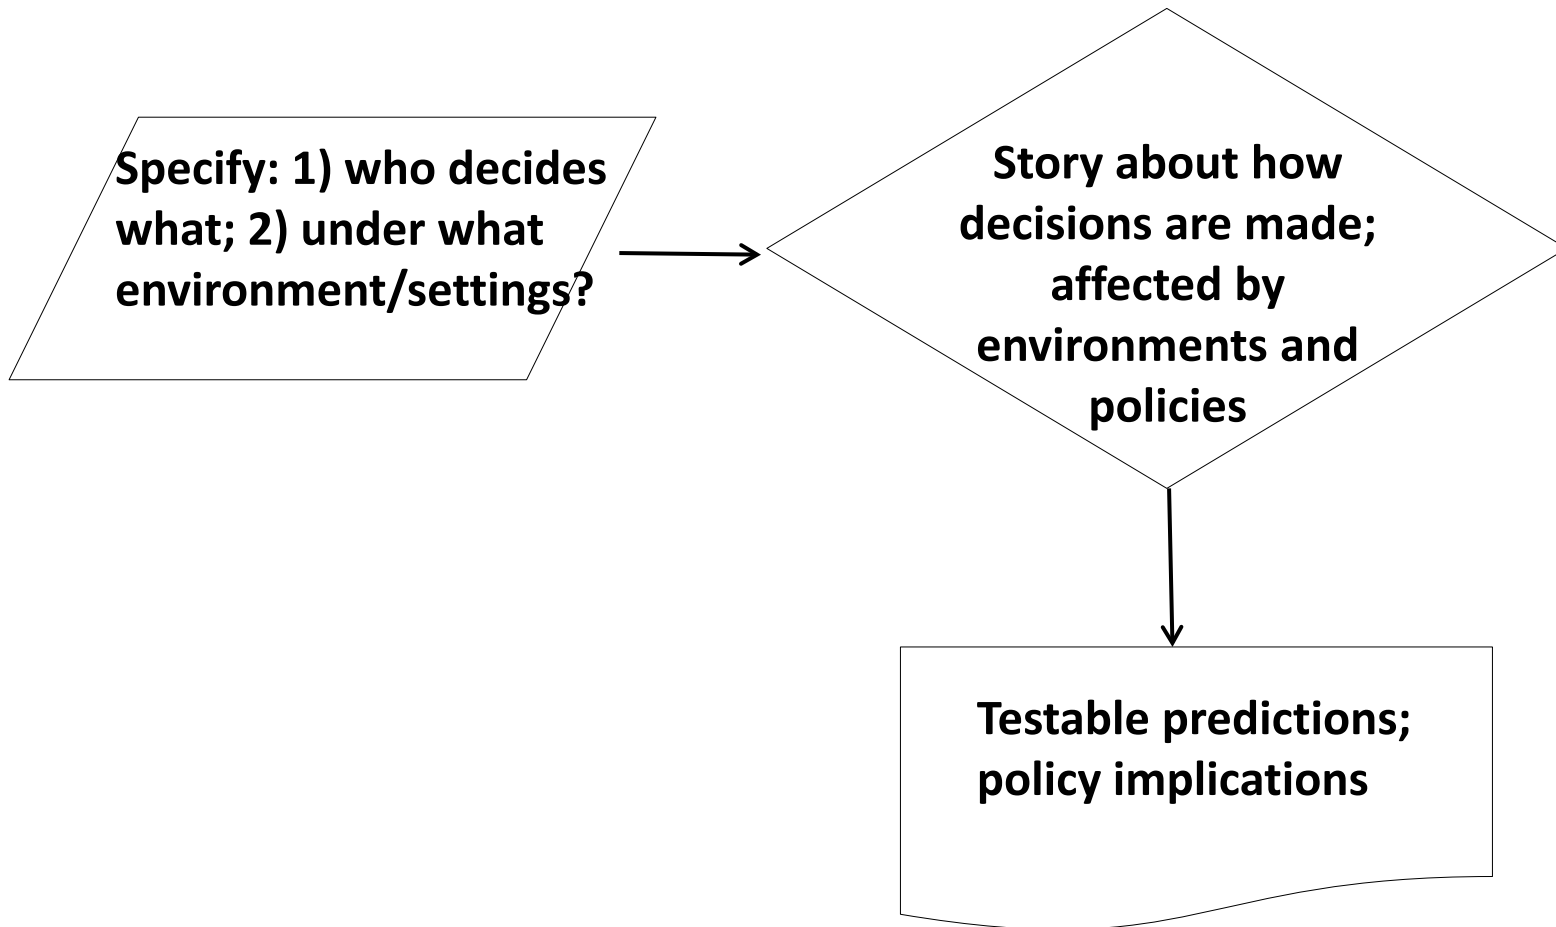 Specify: 1) who decides
what; 2) under what
environment/settings?
Story about how
decisions are made;
affected by
environments and
policies
Testable predictions;
policy implications